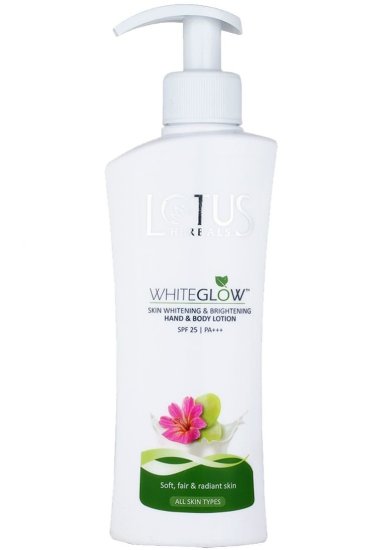 LOTUS
HERBALS
WHITEGLOW™
SKIN WHITENING & BRIGHTENING
HAND & BODY LOTION
SPF 25 | PA+++
Soft, fair & radiant skin
ALL SKIN TYPES